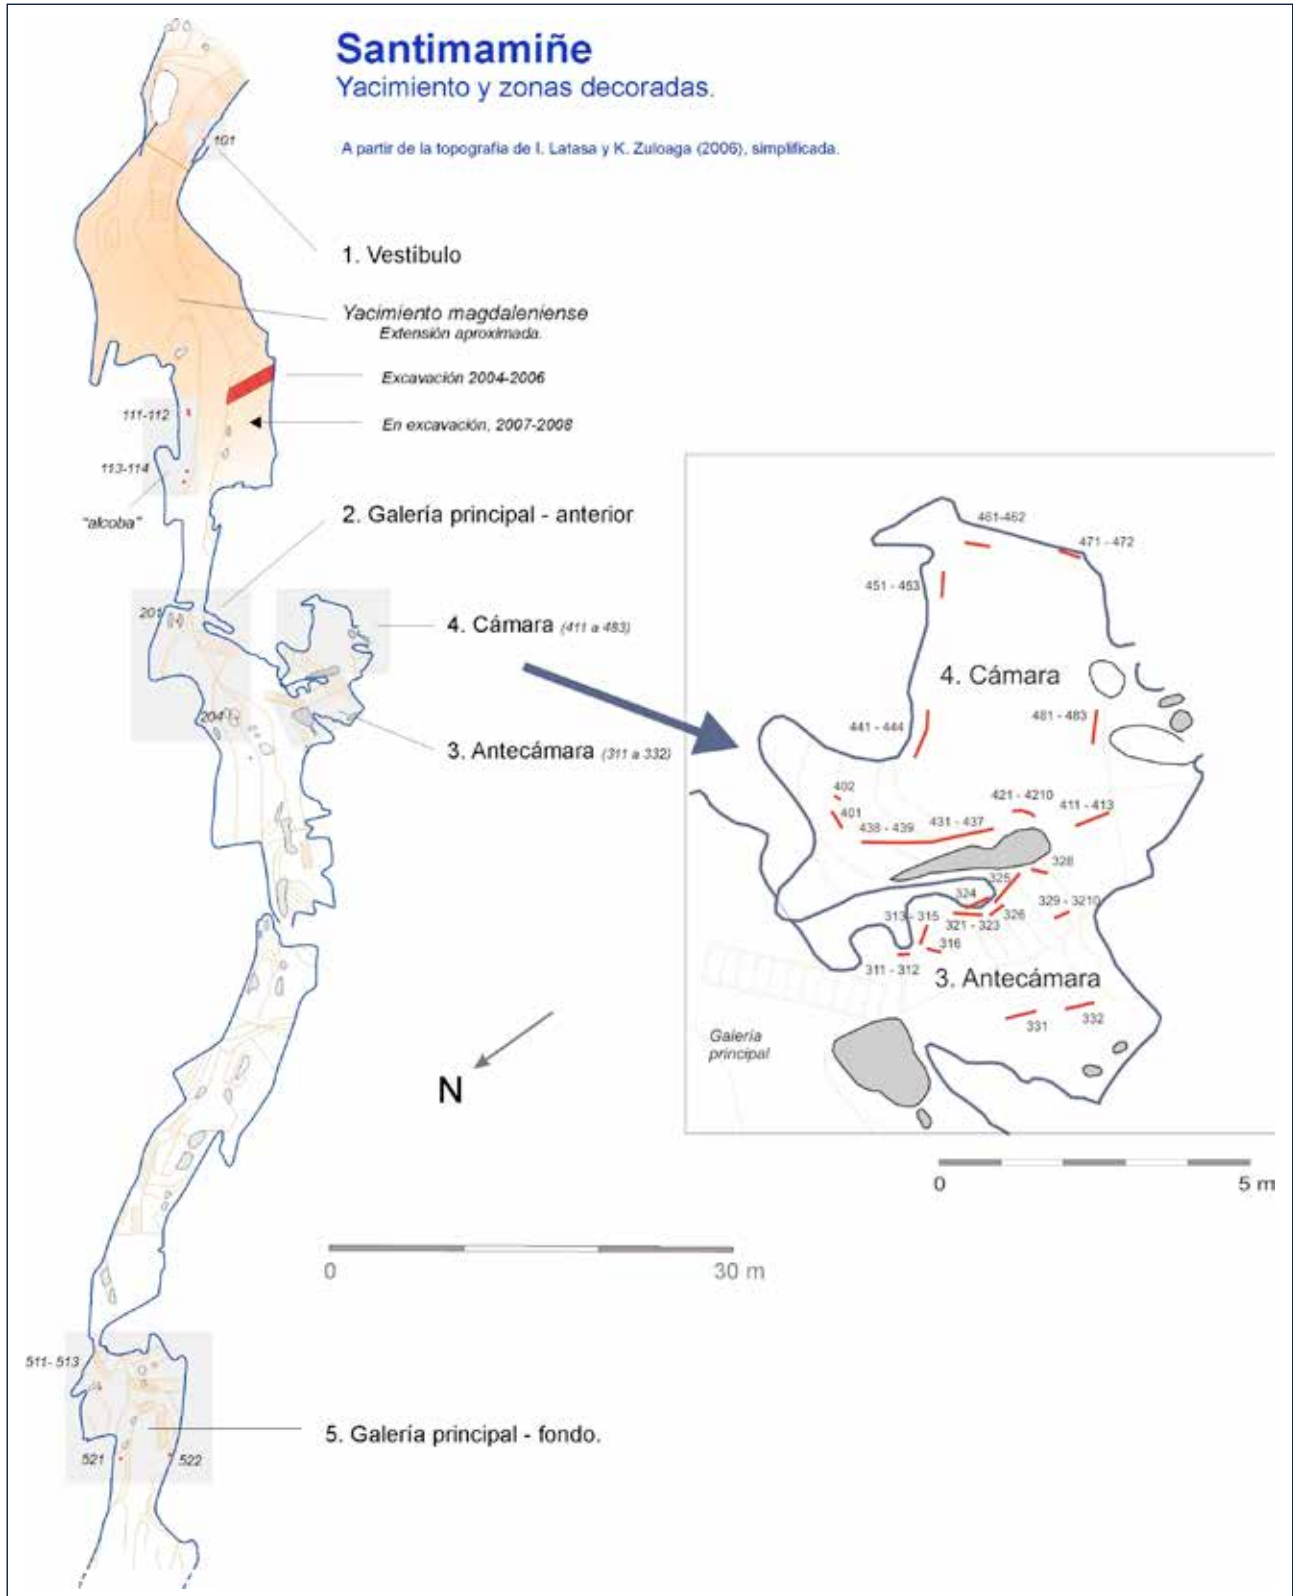 Santimamiñe
Yacimiento y zonas decoradas.
A partir de la topografía de I. Latasa y K. Zuloaga (2006), simplificada.
101
1. Vestíbulo
Yacimiento magdaleniense
Extensión aproximada.
Excavación 2004-2006
111-112
En excavación, 2007-2008
113-114
"alcoba"
2. Galería principal - anterior
201
4. Cámara (411 a 483)
204
3. Antecámara (311 a 332)
461-462
471 - 472
451 - 453
4. Cámara
441 - 444
481 - 483
402
401
421 - 4210
411 - 413
438 - 439
431 - 437
328
325
324
329 - 3210
313 - 315
321 - 323
326
316
311 - 312
3. Antecámara
331
332
Galería
principal
N
0
5 m
0
30 m
511- 513
5. Galería principal - fondo.
521
522